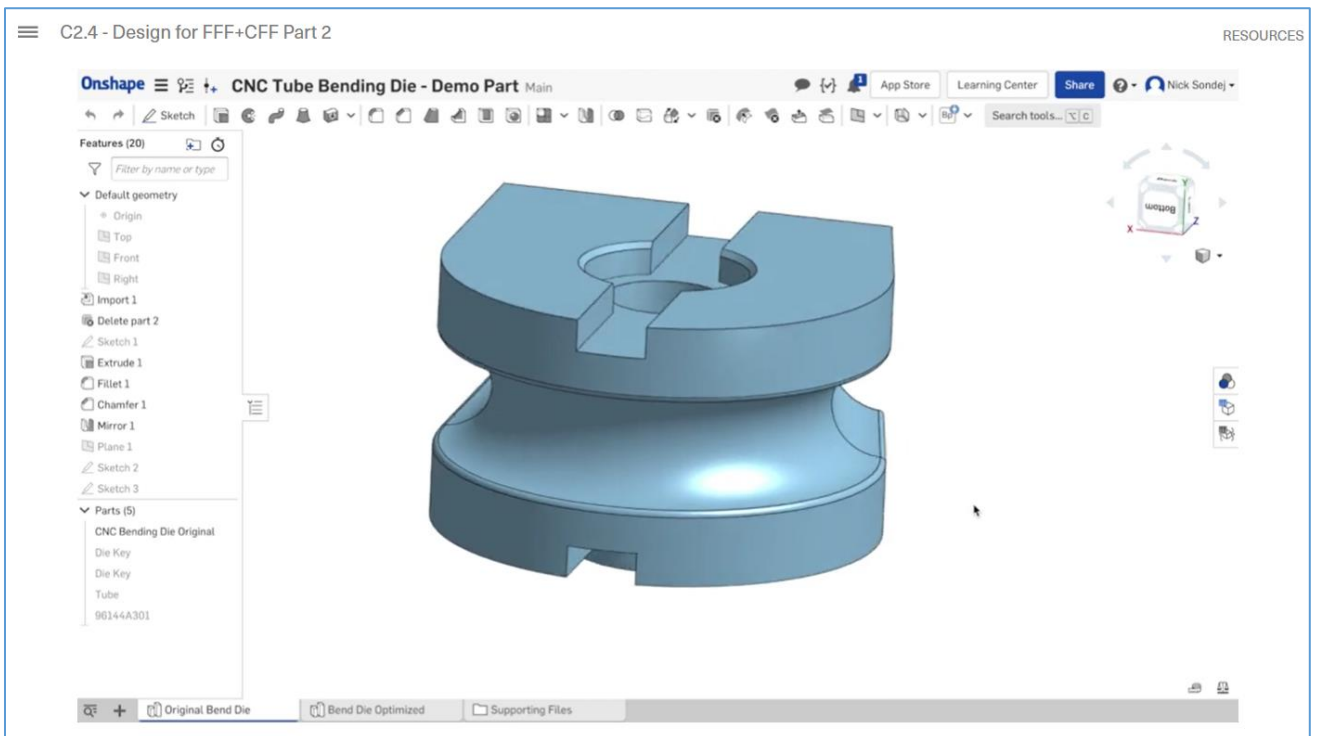 C2.4 - Design for FFF+CFF Part 2
RESOURCES
Onshape CNC Tube Bending Die - Demo Part Main
1 App Store Learning Center Share Nick Sondej
Sketch Search tools... ⌥ C
Features (20)
Filter by name or type
Default geometry
Origin
Top
Front
Right
Import 1
Delete part 2
Sketch 1
Extrude 1
Fillet 1
Chamfer 1
Mirror 1
Plane 1
Sketch 2
Sketch 3
Parts (5)
CNC Bending Die Original
Die Key
Die Key
Tube
96144A301
Y
Bottom
X
Z
Original Bend Die Bend Die Optimized Supporting Files